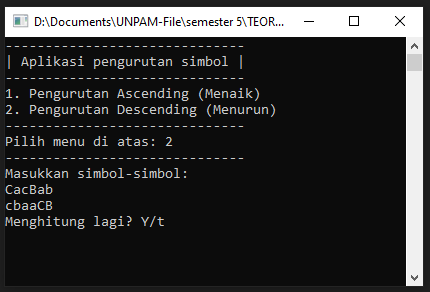 D:\Documents\UNPAM-File\semester 5\TEOR...
------------------------------
| Aplikasi pengurutan simbol |
------------------------------
1. Pengurutan Ascending (Menaik)
2. Pengurutan Descending (Menurun)
------------------------------
Pilih menu di atas: 2
------------------------------
Masukkan simbol-simbol:
CacBab
cbaaCB
Menghitung lagi? Y/t